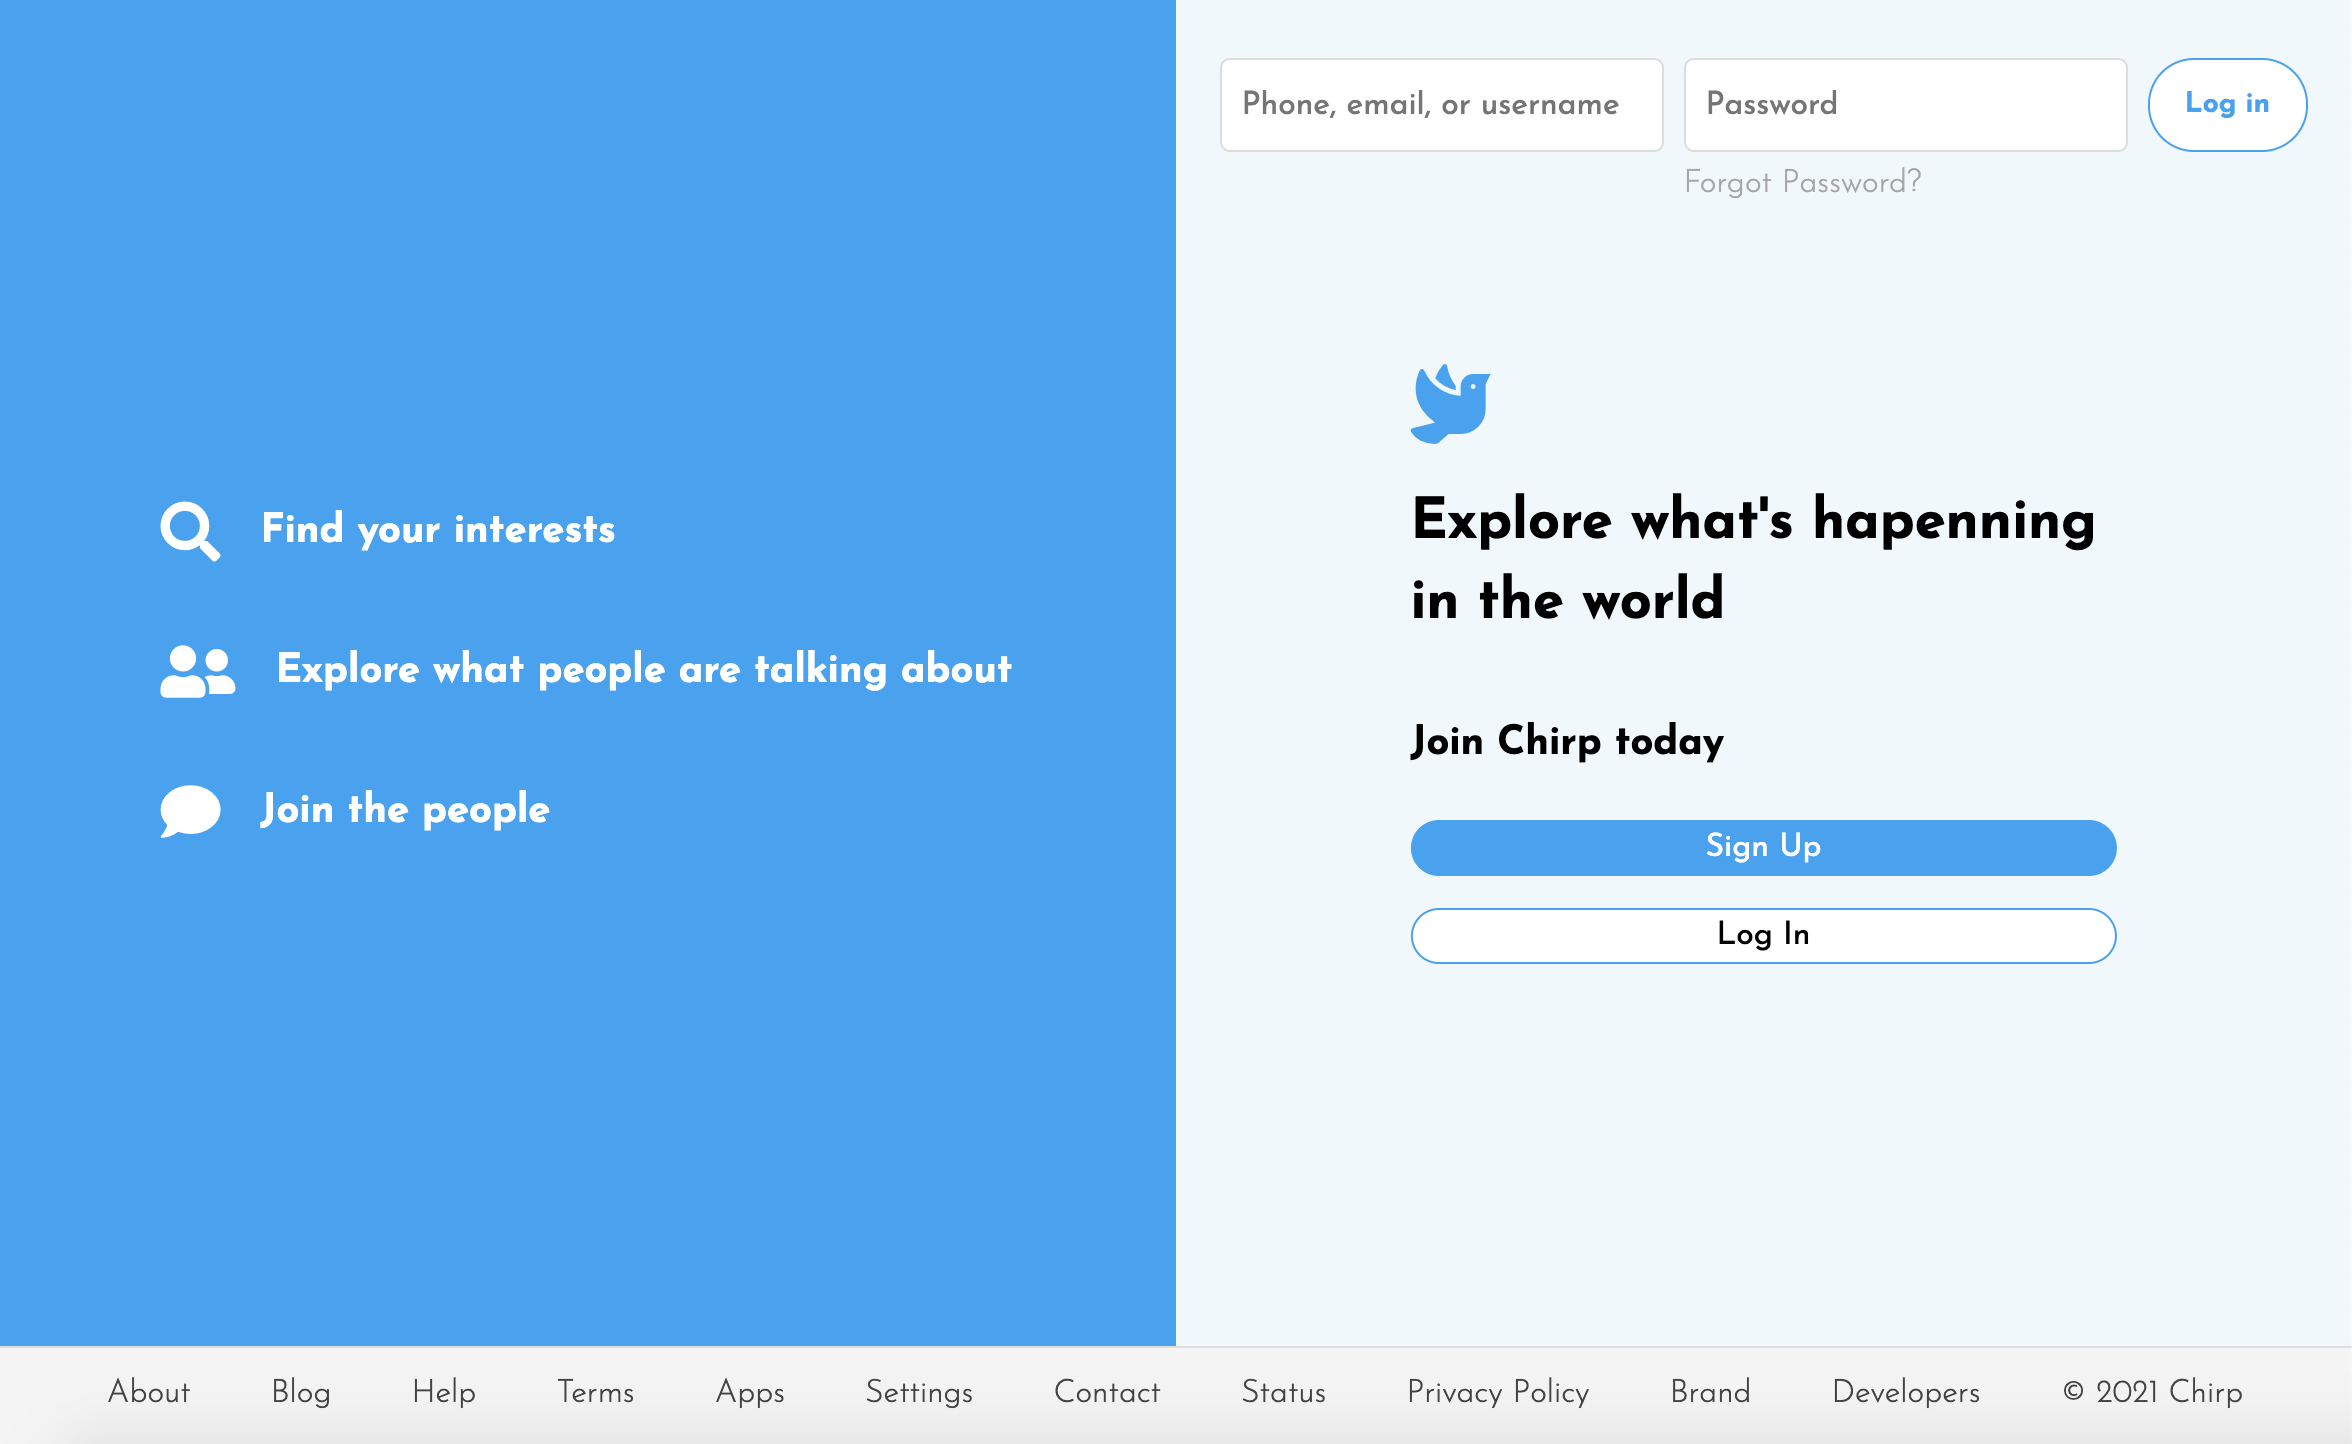 Phone, email, or username
Password
Log in
Forgot Password?
Find your interests
Explore what people are talking about
Join the people
Explore what's hapenning
in the world
Join Chirp today
Sign Up
Log In
About Blog Help Terms Apps Settings Contact Status Privacy Policy Brand Developers © 2021 Chirp